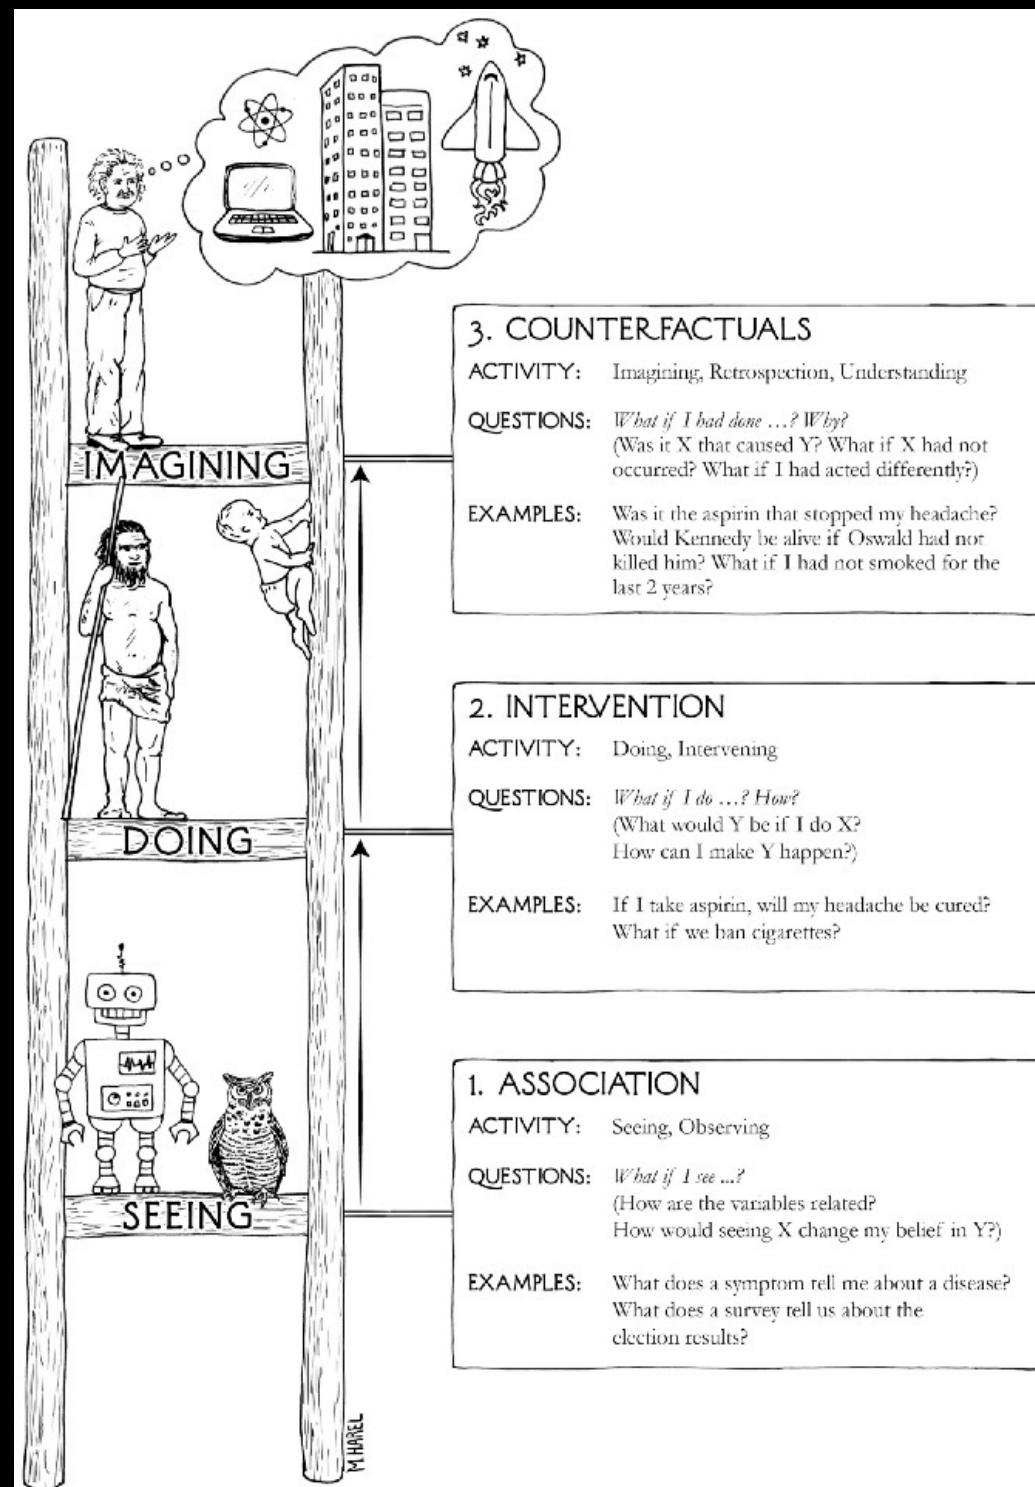 3. COUNTERFACTUALS
ACTIVITY: Imagining, Retrospection, Understanding
QUESTIONS: What if I had done …? Why?
(Was it X that caused Y? What if X had not
occurred? What if I had acted differently?)
EXAMPLES: Was it the aspirin that stopped my headache?
Would Kennedy be alive if Oswald had not
killed him? What if I had not smoked for the
last 2 years?
IMAGINING
2. INTERVENTION
ACTIVITY: Doing, Intervening
QUESTIONS: What if I do …? How?
(What would Y be if I do X?
How can I make Y happen?)
EXAMPLES: If I take aspirin, will my headache be cured?
What if we ban cigarettes?
DOING
1. ASSOCIATION
ACTIVITY: Seeing, Observing
QUESTIONS: What if I see ...?
(How are the variables related?
How would seeing X change my belief in Y?)
EXAMPLES: What does a symptom tell me about a disease?
What does a survey tell us about the
election results?
SEEING
M.HAREL